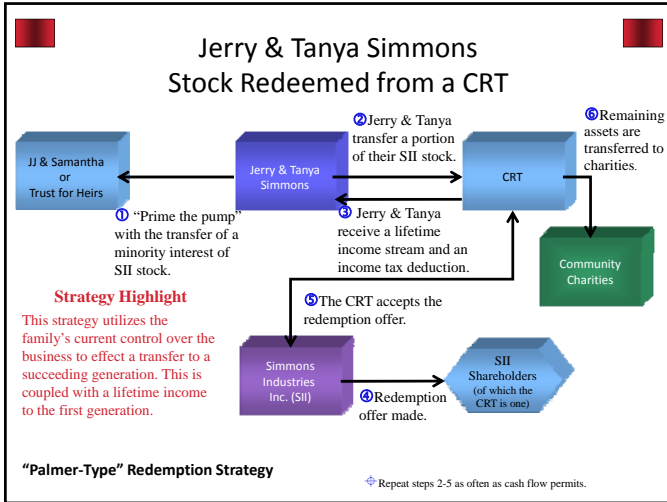 Jerry & Tanya Simmons
Stock Redeemed from a CRT
JJ & Samantha
or
Trust for Heirs
Jerry & Tanya
Simmons
②Jerry & Tanya
transfer a portion
of their SII stock.
CRT
⑥Remaining
assets are
transferred to
charities.
① “Prime the pump”
with the transfer of a
minority interest of
SII stock.
③ Jerry & Tanya
receive a lifetime
income stream and an
income tax deduction.
Community
Charities
Strategy Highlight
This strategy utilizes the
family's current control over the
business to effect a transfer to a
succeeding generation. This is
coupled with a lifetime income
to the first generation.
⑤The CRT accepts the
redemption offer.
Simmons
Industries
Inc. (SII)
④Redemption
offer made.
SII
Shareholders
(of which the
CRT is one)
“Palmer-Type” Redemption Strategy
Repeat steps 2-5 as often as cash flow permits.